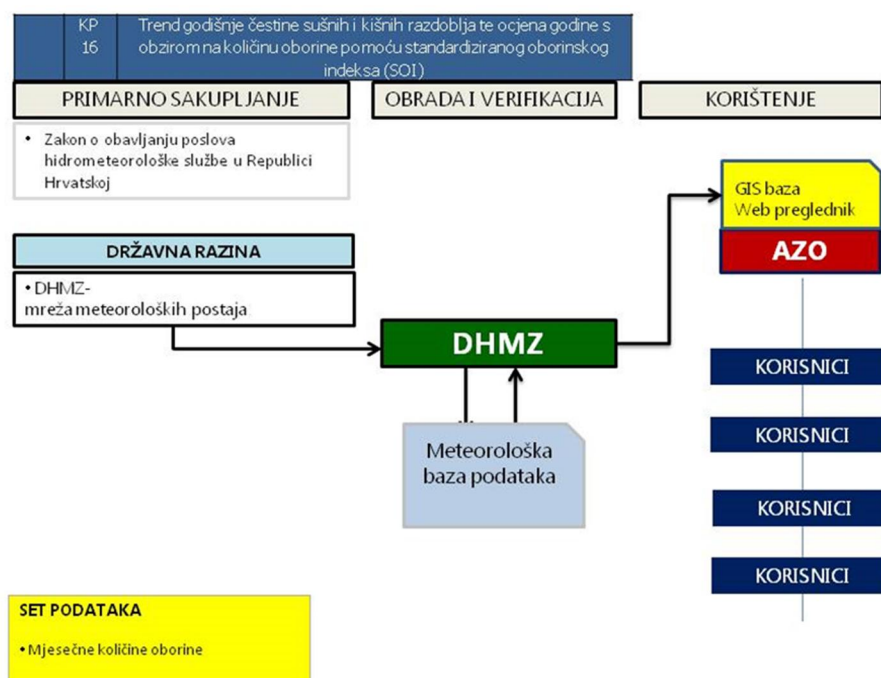 KP
16
Trend godišnje čestine sušnih i kišnih razdoblja te ocjena godine s
obzirom na količinu oborine pomoću standardiziranog oborinskog
indeksa (SOI)
PRIMARNO SAKUPLJANJE
OBRADA I VERIFIKACIJA
KORIŠTENJE
• Zakon o obavljanju poslova
hidrometeorološke službe u Republici
Hrvatskoj
GIS baza
Web preglednik
AZO
DRŽAVNA RAZINA
• DHMZ-
mreža meteoroloških postaja
DHMZ
Meteorološka
baza podataka
KORISNICI
KORISNICI
KORISNICI
KORISNICI
SET PODATAKA
• Mjesečne količine oborine